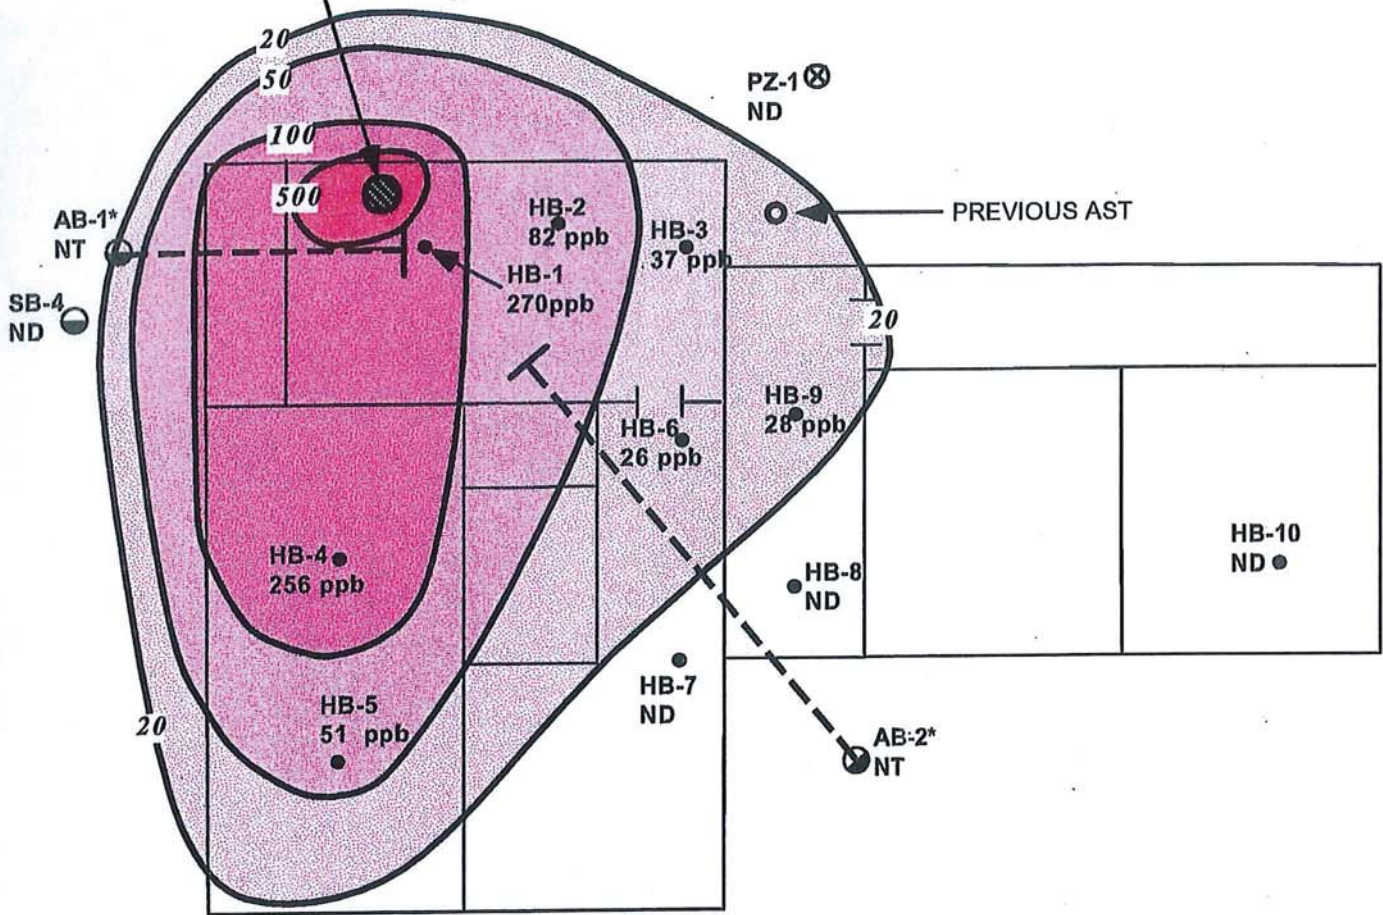 20
50
100
500
PZ-1
ND
AB-1*
NT
SB-4
ND
HB-2
82 ppb
HB-3
37 ppb
PREVIOUS AST
HB-1
270ppb
20
HB-9
28 ppb
HB-6
26 ppb
HB-4
256 ppb
HB-10
ND
HB-8
ND
HB-7
ND
HB-5
51 ppb
20
AB-2*
NT